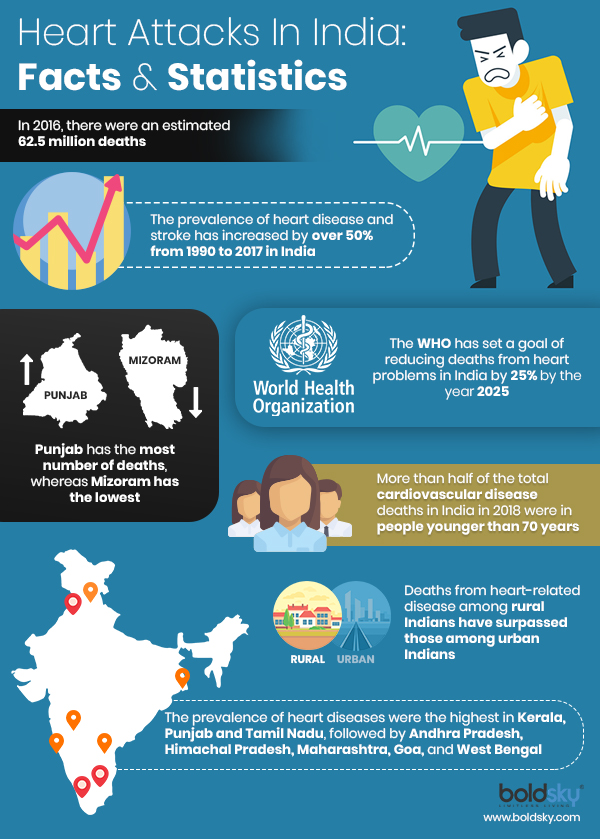 Heart Attacks In India:
Facts & Statistics
In 2016, there were an estimated
62.5 million deaths
The prevalence of heart disease and
stroke has increased by over 50%
from 1990 to 2017 in India
PUNJAB
MIZORAM
Punjab has the most
number of deaths,
whereas Mizoram has
the lowest
World Health
Organization
The WHO has set a goal of
reducing deaths from heart
problems in India by 25% by the
year 2025
More than half of the total
cardiovascular disease
deaths in India in 2018 were in
people younger than 70 years
RURAL
URBAN
Deaths from heart-related
disease among rural
Indians have surpassed
those among urban
Indians
The prevalence of heart diseases were the highest in Kerala,
Punjab and Tamil Nadu, followed by Andhra Pradesh,
Himachal Pradesh, Maharashtra, Goa, and West Bengal
boldsky
LIMITLESS LIVING
www.boldsky.com